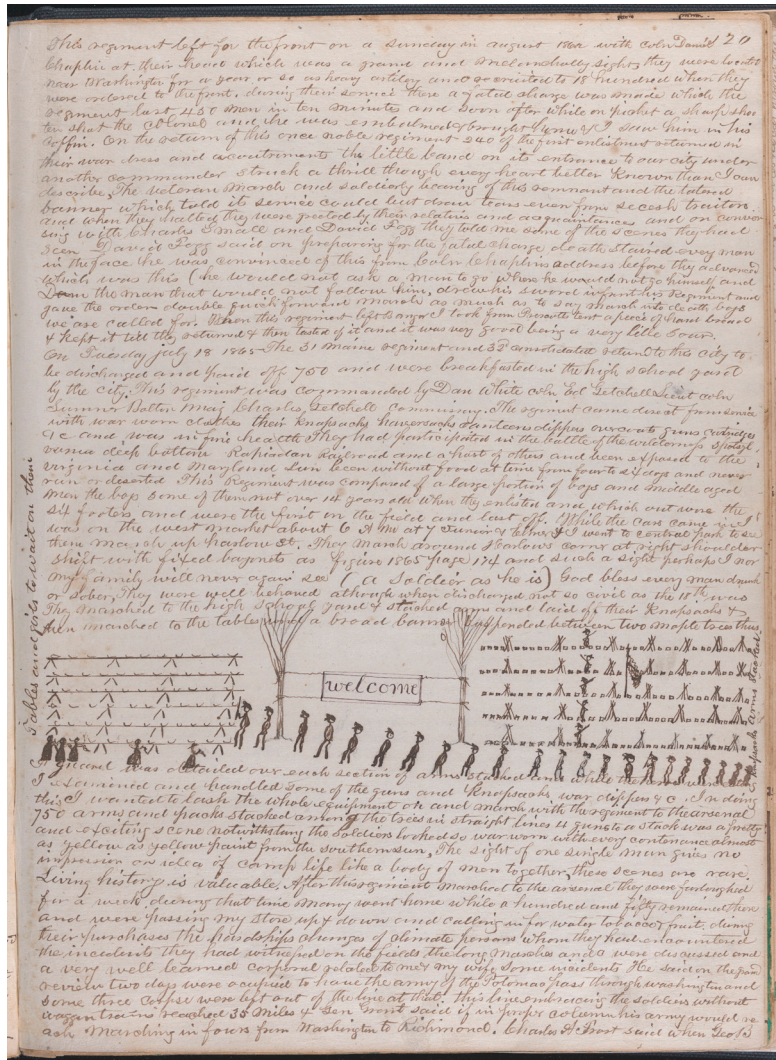 This regiment left for the front on a sunday in august 1862 with coln Daniel 20
Chaplin at their head which was a grand and melancholly sight, they were located
near Washington for a year or so as heavy artilery and recruited to 18 hundred when they
were ordered to the front, during their service there a fatal charge was made which the
regiment lost 450 men in ten minutes and soon after while on picket a sharp shoo
ter shot the colonel and he was embalmed & brought home & I saw him in his
coffin. On the return of this once noble regiment 240 of the first enlistment returned in
their war dress and accoutrements the little band on its entrance to our city under
another commander struck a thrill through every heart better known than I can
describe, The veteran march and soldierly bearing of this remnant and the tattered
banner which told its service could but draw tears even from secesh traitors,
and when they halted they were greeted by their relatives and acquaintances and on conver
sing with Charles Small and David Fogg they told me some of the scenes they had
seen David Fogg said on preparing for the fatal charge death staired every man
in the face he was convinced of this from Coln Chaplins address before they advanced
which was this (he would not ask a man to go where he would not go himself and
Damn the man that would not follow him, drawhis sword infront his Regiment and
gave the order double quick forward march as much as to say march into death boys
we are called for. When this regiment left Bangor I took from tent a piece of hard bread
& kept it till they returned & then tasted of it and it was very good being a very little sour.
On Tuesday July 18 1865 The 31 Maine regiment and 32 consolidated returnd to this city to
be discharged and paid off 750 and were breakfasted in the high school yard
by the city. This regiment was commanded by Dan White coln Ed Getchell Lieut coln
Sumner Bolton Maj Charles Getchell Commissary. The regiment came direct from service
with war worn clothes their Knapsacks haversacks canteens dippers overcoats guns cartridges
&c and was in fine health They had participated in the battle of the wilderness spotsyl
vania deep bottom Rapiadan Railroad and a host of others and been exposed to the
virginia and Maryland Sun been without food at time from four to six days and never
run or deserted This Regiment was composed of a large portion of boys and middle aged
men the boys some of them not over 14 years old when they enlisted and which out wore the
six footers and were the first in the field and last off. While the cars came in I
was on the west market about 6 A M at 7 Junior & I went to central park to see
them march up harlow St. They march around Harlows corner at right shoulder
shift with fixed bayonets as figure 1865 page 174 and such a sight perhaps I nor
my family will never again see (a soldier as he is) God bless every man drunk
or sober, They were well behaved although when discharged not so civil as the 18th was
They marched to the high school yard & stacked arms and laid of their Knapsacks &
then marched to the tables under a broad banner suspended between two maple trees thus
Tables and girls to wait on them
welcome
Knapsacks arms stacked &c
A guard was detailed over each section of arms stacked and while
I examined and handled some of the guns and Knapsacks war dippers & c. In doing
this I wanted to lash the whole equipment on and march with the regement to the arsenal
750 arms and packs stacked among the trees in straight lines 4 guns to a stack was a pretty
and exciting scene notwithstang the soldiers looked so war worn with every contenance almost
as yellow as yellow paint from the southern sun, The sight of one single man gives no
impression or idea of camp life like a body of men together, these scenes are rare.
Living history is valuable. After this regiment marched to the arsenal they were furloughed
for a week during that time many went home while a hundred and fifty remained here
and were passing my store up & down and calling in for water tobacco fruit, during
their purchases the hardships changes of climate persons whom they had encountered
the incidents they had witnessed on the fields the long marches and c were discussed and
a very well learned corporal related to me & my wife some incidents He said on the grand
review two days were occupied to have the army of the Potomac pass through washington and
some three corpse were left out of the line at that. this line embracing the soldiers without
waggon trains reached 35 Miles & Gen Grant said if in proper column his army would re
ach marching in fours from Washington to Richmond. Charles A Frost said when Geo B